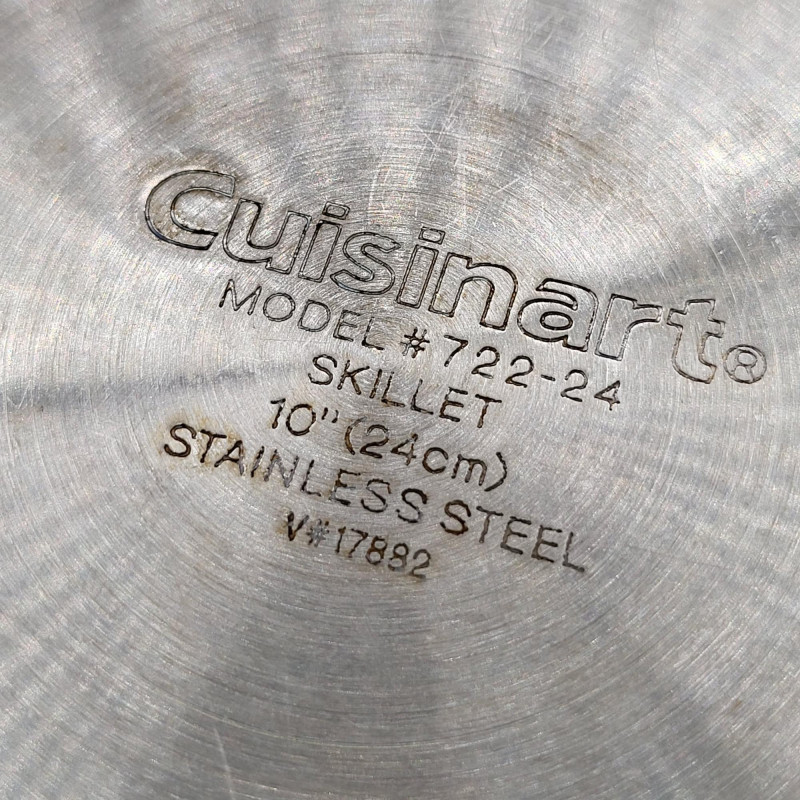 Cuisinart®
MODEL # 722-24
SKILLET
10" (24cm)
STAINLESS STEEL
V#17882